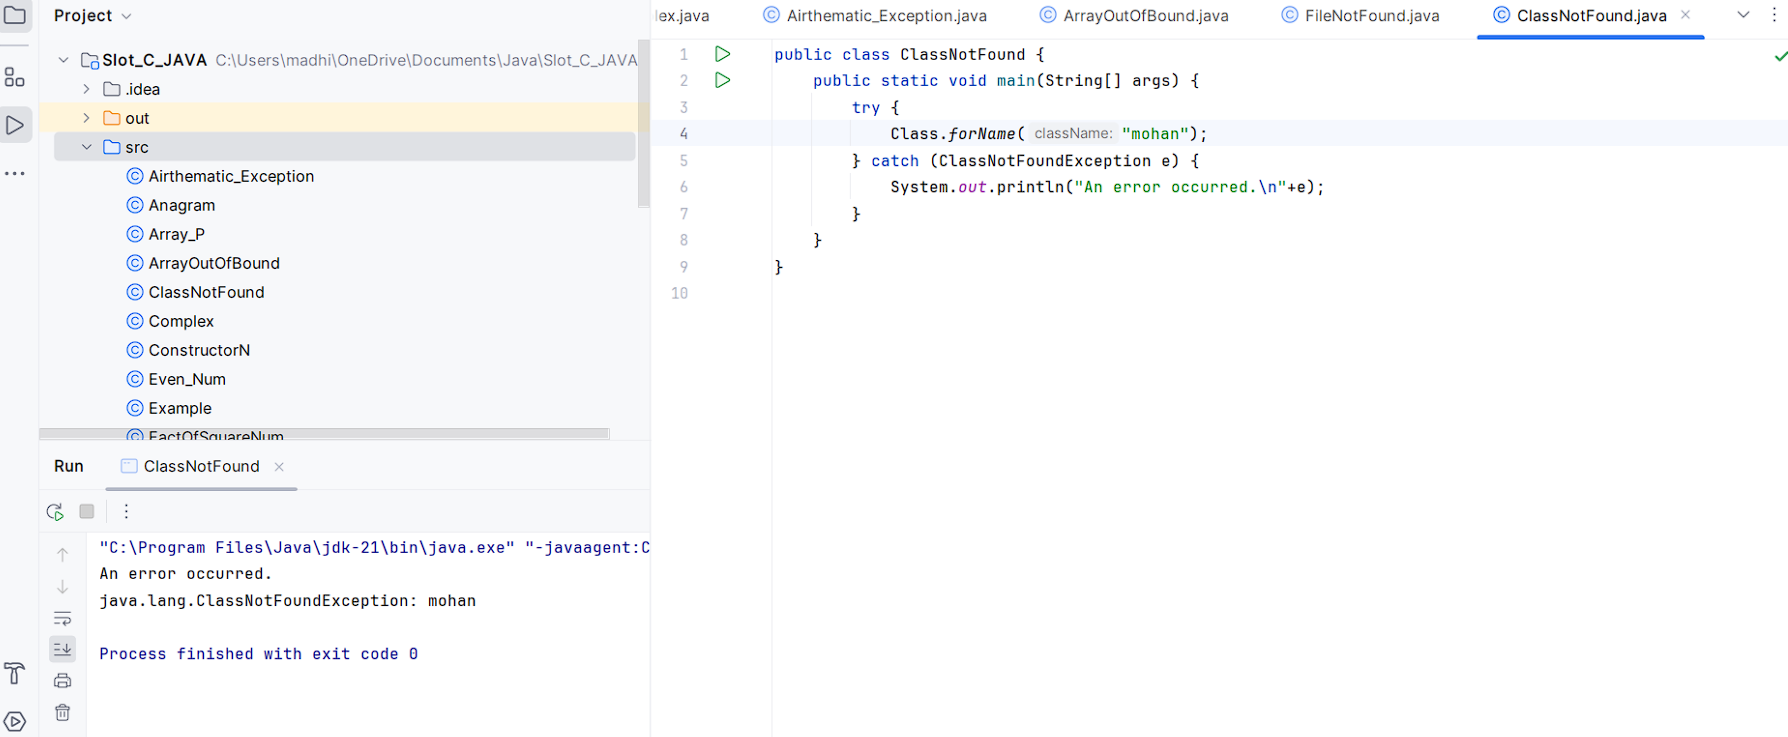 Project
Slot_C_JAVA C:\Users\madhi\OneDrive\Documents\Java\Slot_C_JAVA
.idea
out
src
Airthematic_Exception
Anagram
Array_P
ArrayOutOfBound
ClassNotFound
Complex
ConstructorN
Even_Num
Example
FactOfSquareNum
lex.java Airthematic_Exception.java ArrayOutOfBound.java FileNotFound.java ClassNotFound.java
1 public class ClassNotFound {
2 public static void main(String[] args) {
3 try {
4 Class.forName( className: "mohan");
5 } catch (ClassNotFoundException e) {
6 System.out.println("An error occurred.\n"+e);
7 }
8 }
9 }
10
Run ClassNotFound
"C:\Program Files\Java\jdk-21\bin\java.exe" "-javaagent:C
An error occurred.
java.lang.ClassNotFoundException: mohan
Process finished with exit code 0